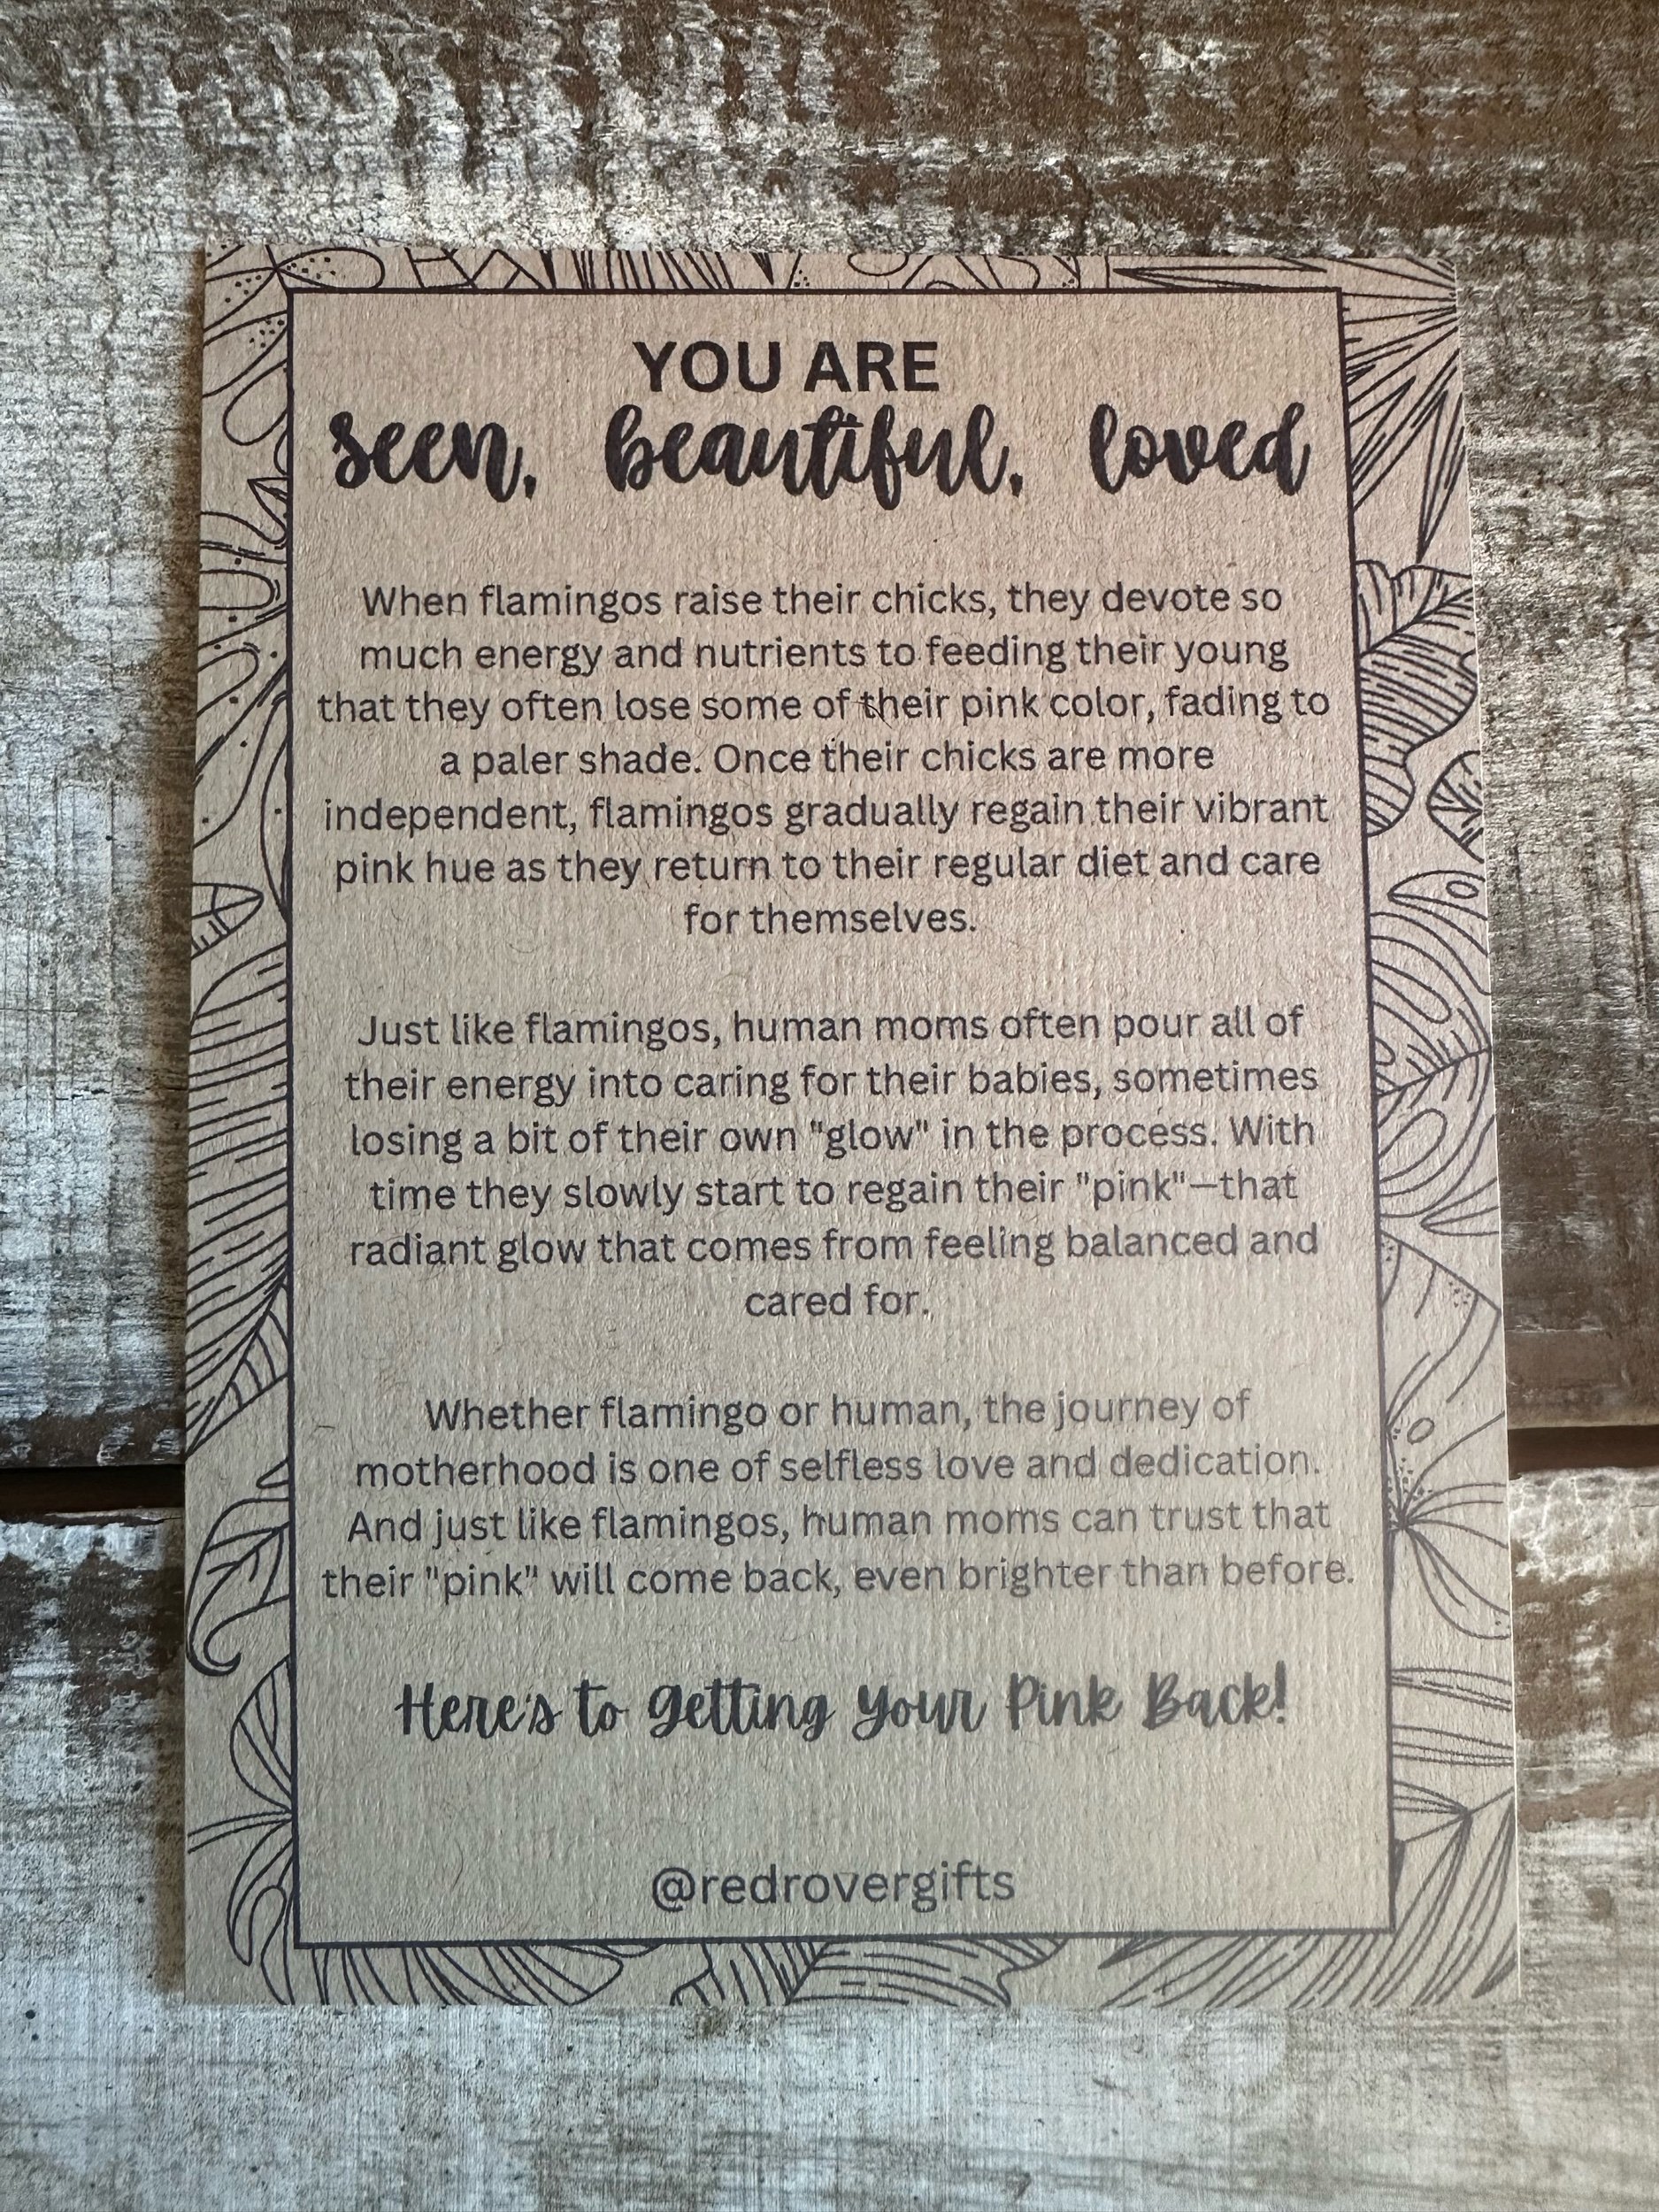 YOU ARE
seen, beautiful, loved
When flamingos raise their chicks, they devote so
much energy and nutrients to feeding their young
that they often lose some of their pink color, fading to
a paler shade. Once their chicks are more
independent, flamingos gradually regain their vibrant
pink hue as they return to their regular diet and care
for themselves.
Just like flamingos, human moms often pour all of
their energy into caring for their babies, sometimes
losing a bit of their own "glow" in the process. With
time they slowly start to regain their "pink"—that
radiant glow that comes from feeling balanced and
cared for.
Whether flamingo or human, the journey of
motherhood is one of selfless love and dedication.
And just like flamingos, human moms can trust that
their "pink" will come back, even brighter than before.
Here's to Getting Your Pink Back!
@redrovergifts